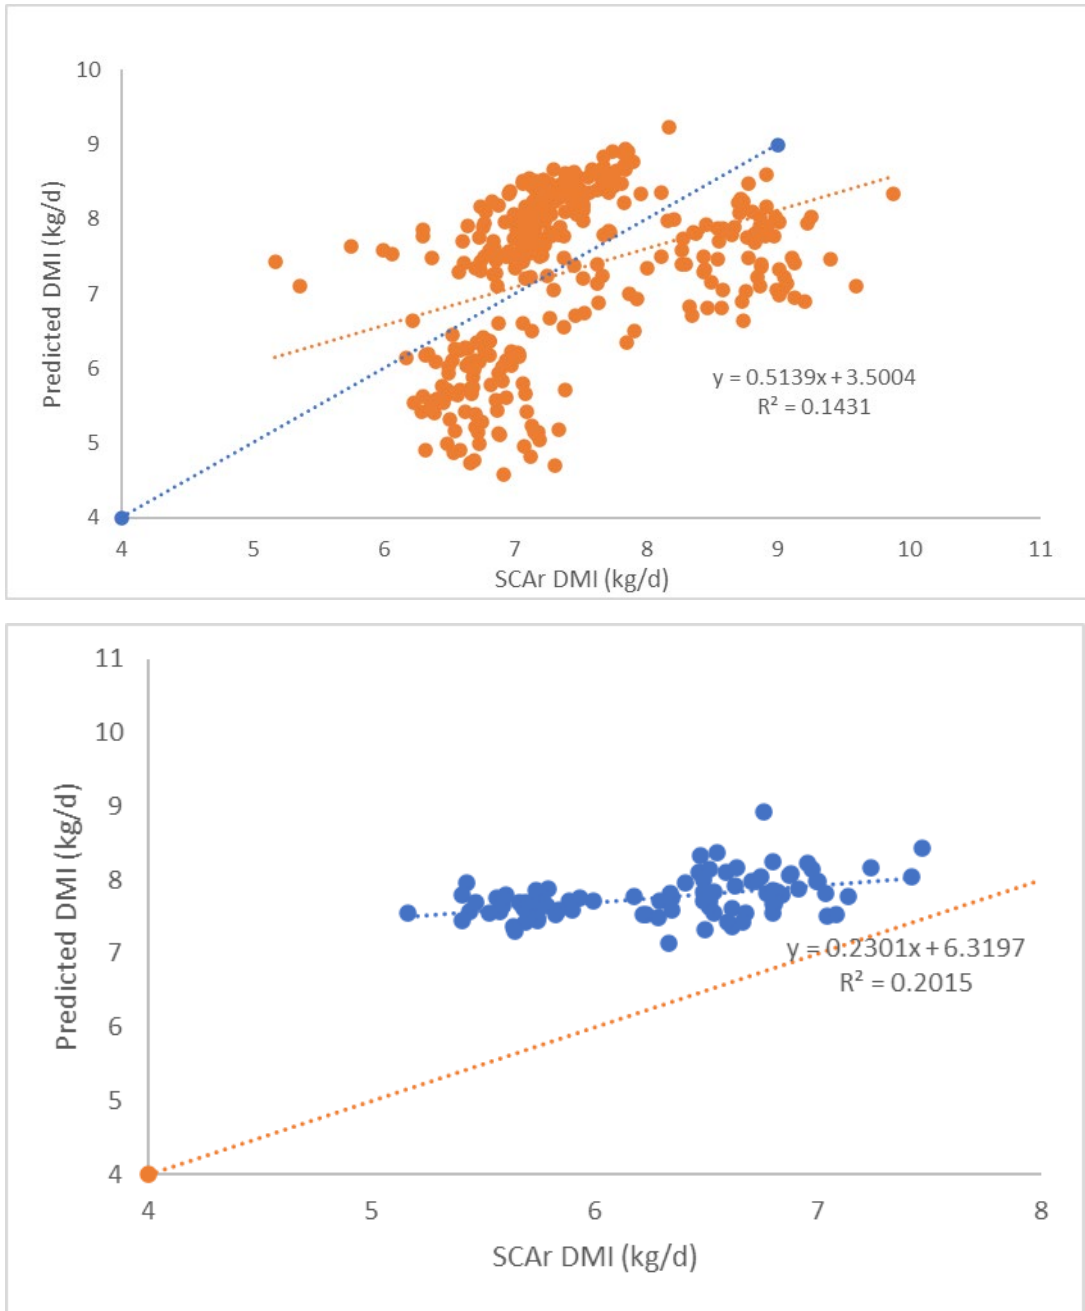 10
9
8
7
6
5
4
Predicted DMI (kg/d)
y = 0.5139x + 3.5004
R² = 0.1431
4 5 6 7 8 9 10 11
SCAr DMI (kg/d)
11
10
9
8
7
6
5
4
Predicted DMI (kg/d)
y = 0.2301x + 6.3197
R² = 0.2015
4 5 6 7 8
SCAr DMI (kg/d)